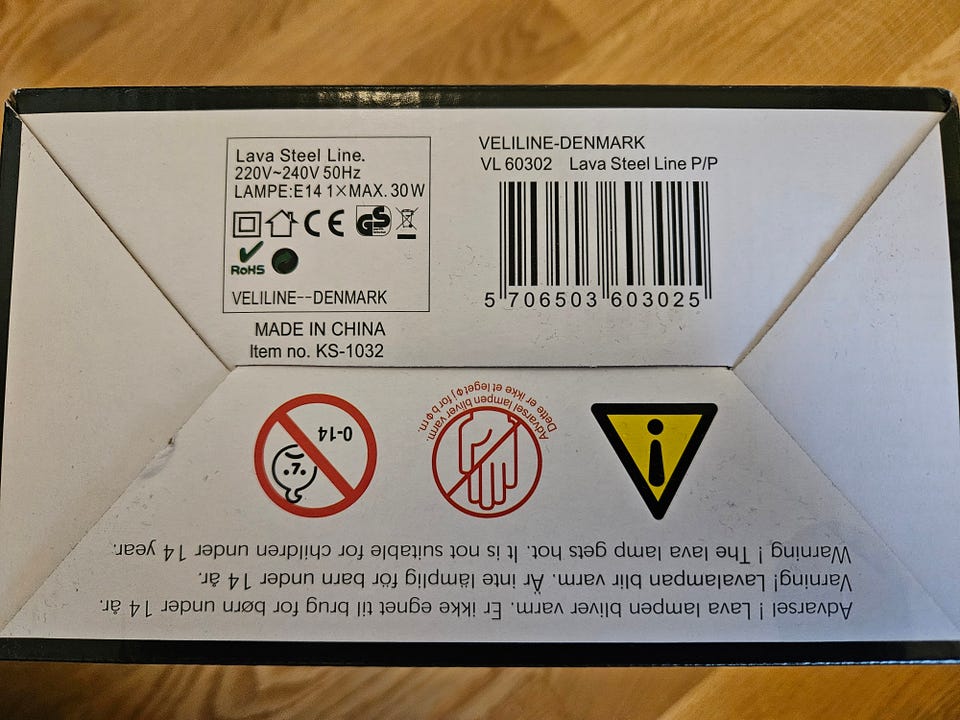 Lava Steel Line.
220V~240V 50Hz
LAMPE:E14 1×MAX. 30W
CE
GS
RoHS
VELILINE--DENMARK
MADE IN CHINA
Item no. KS-1032
VELILINE-DENMARK
VL 60302 Lava Steel Line P/P
5 706503 603025
Advarsel! Lava lampen bliver varm. Er ikke egnet til brug for børn under 14 år.
Varning! Lavalampan blir varm. Är inte lämplig för barn under 14 år.
Warning! The lava lamp gets hot. It is not suitable for children under 14 year.
0-14
Advarsel lampen bliver varm.
Dette er ikke et legetøj for børn.